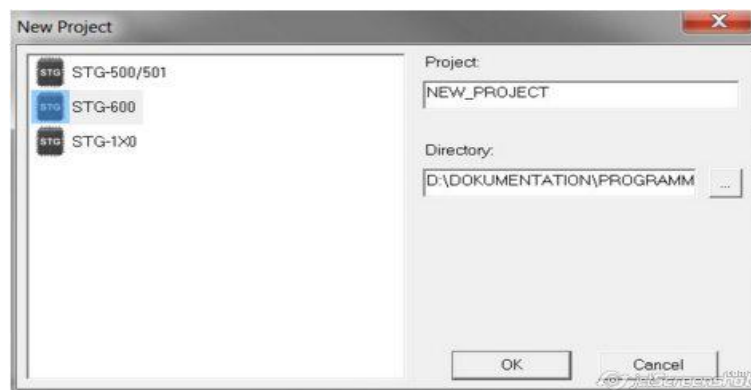 New Project
STG STG-500/501
STG STG-600
STG STG-1X0
Project:
NEW_PROJECT
Directory:
D:\DOKUMENTATION\PROGRAMM
...
OK
Cancel